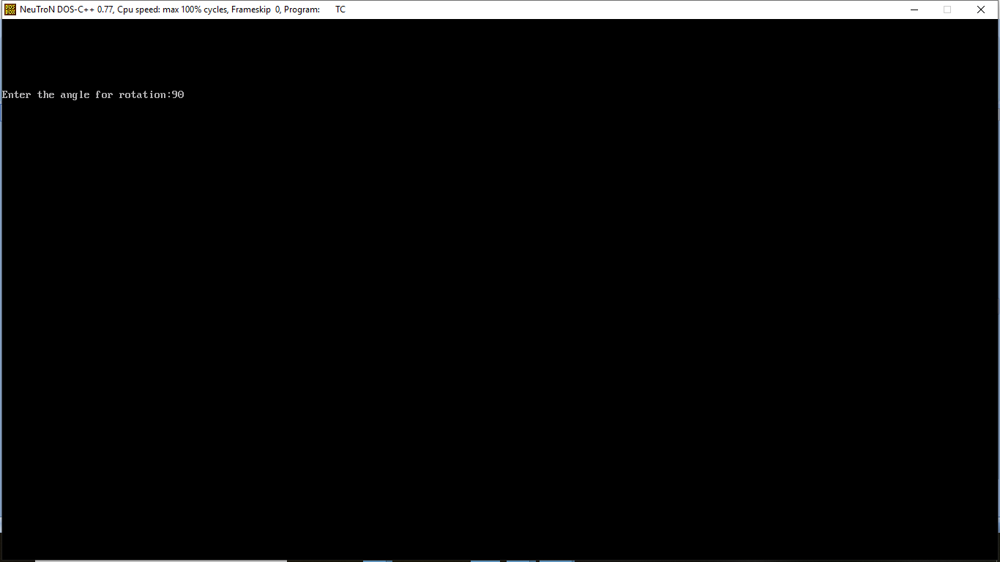 NeuTroN DOS-C++ 0.77, Cpu speed: max 100% cycles, Frameskip 0, Program: TC
Enter the angle for rotation:90